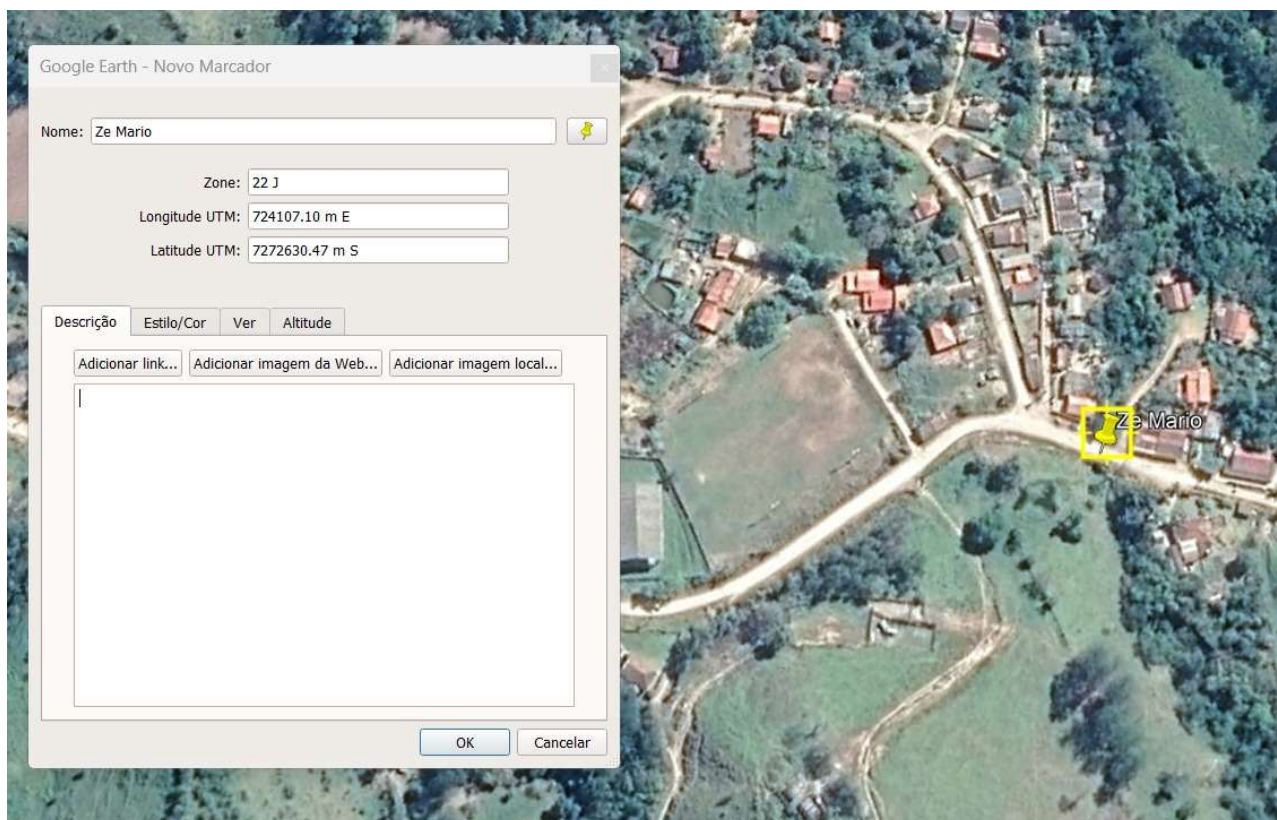 Google Earth - Novo Marcador
Nome: Ze Mario
Zone: 22 J
Longitude UTM: 724107.10 m E
Latitude UTM: 7272630.47 m S
Descrição Estilo/Cor Ver Altitude
Adicionar link... Adicionar imagem da Web... Adicionar imagem local...
OK Cancelar
Ze Mario